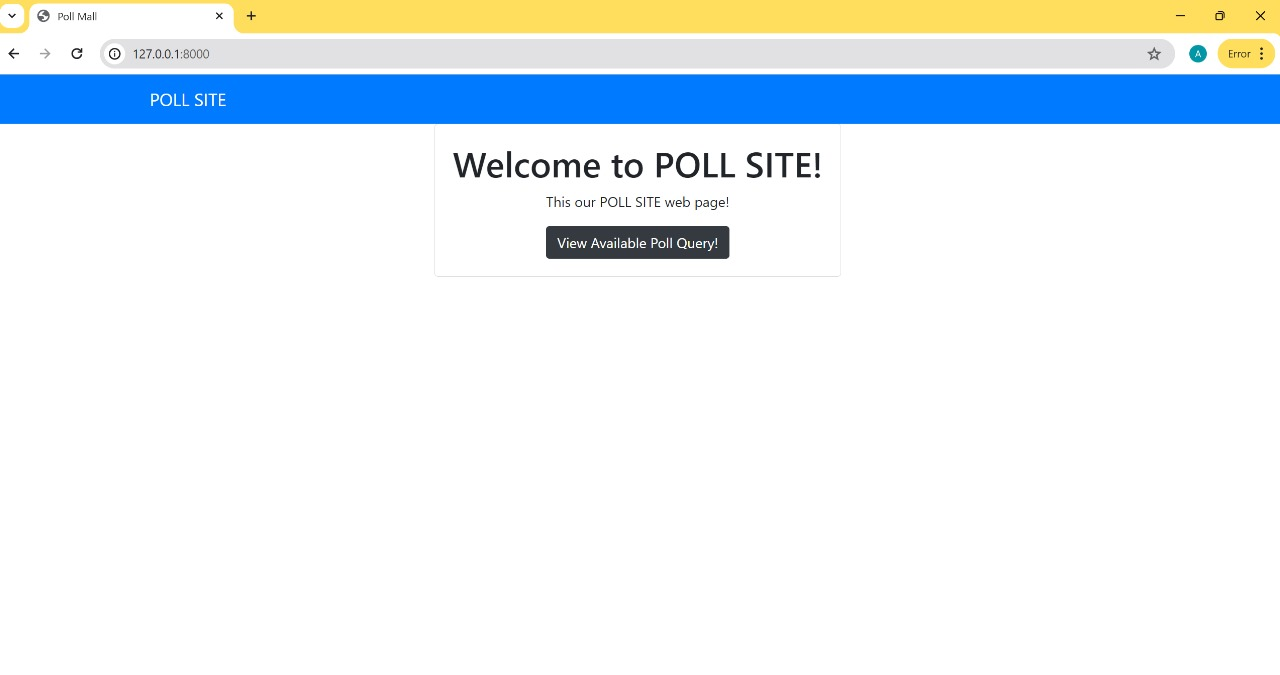 Poll Mall
127.0.0.1:8000
A
Error
POLL SITE
Welcome to POLL SITE!
This our POLL SITE web page!
View Available Poll Query!